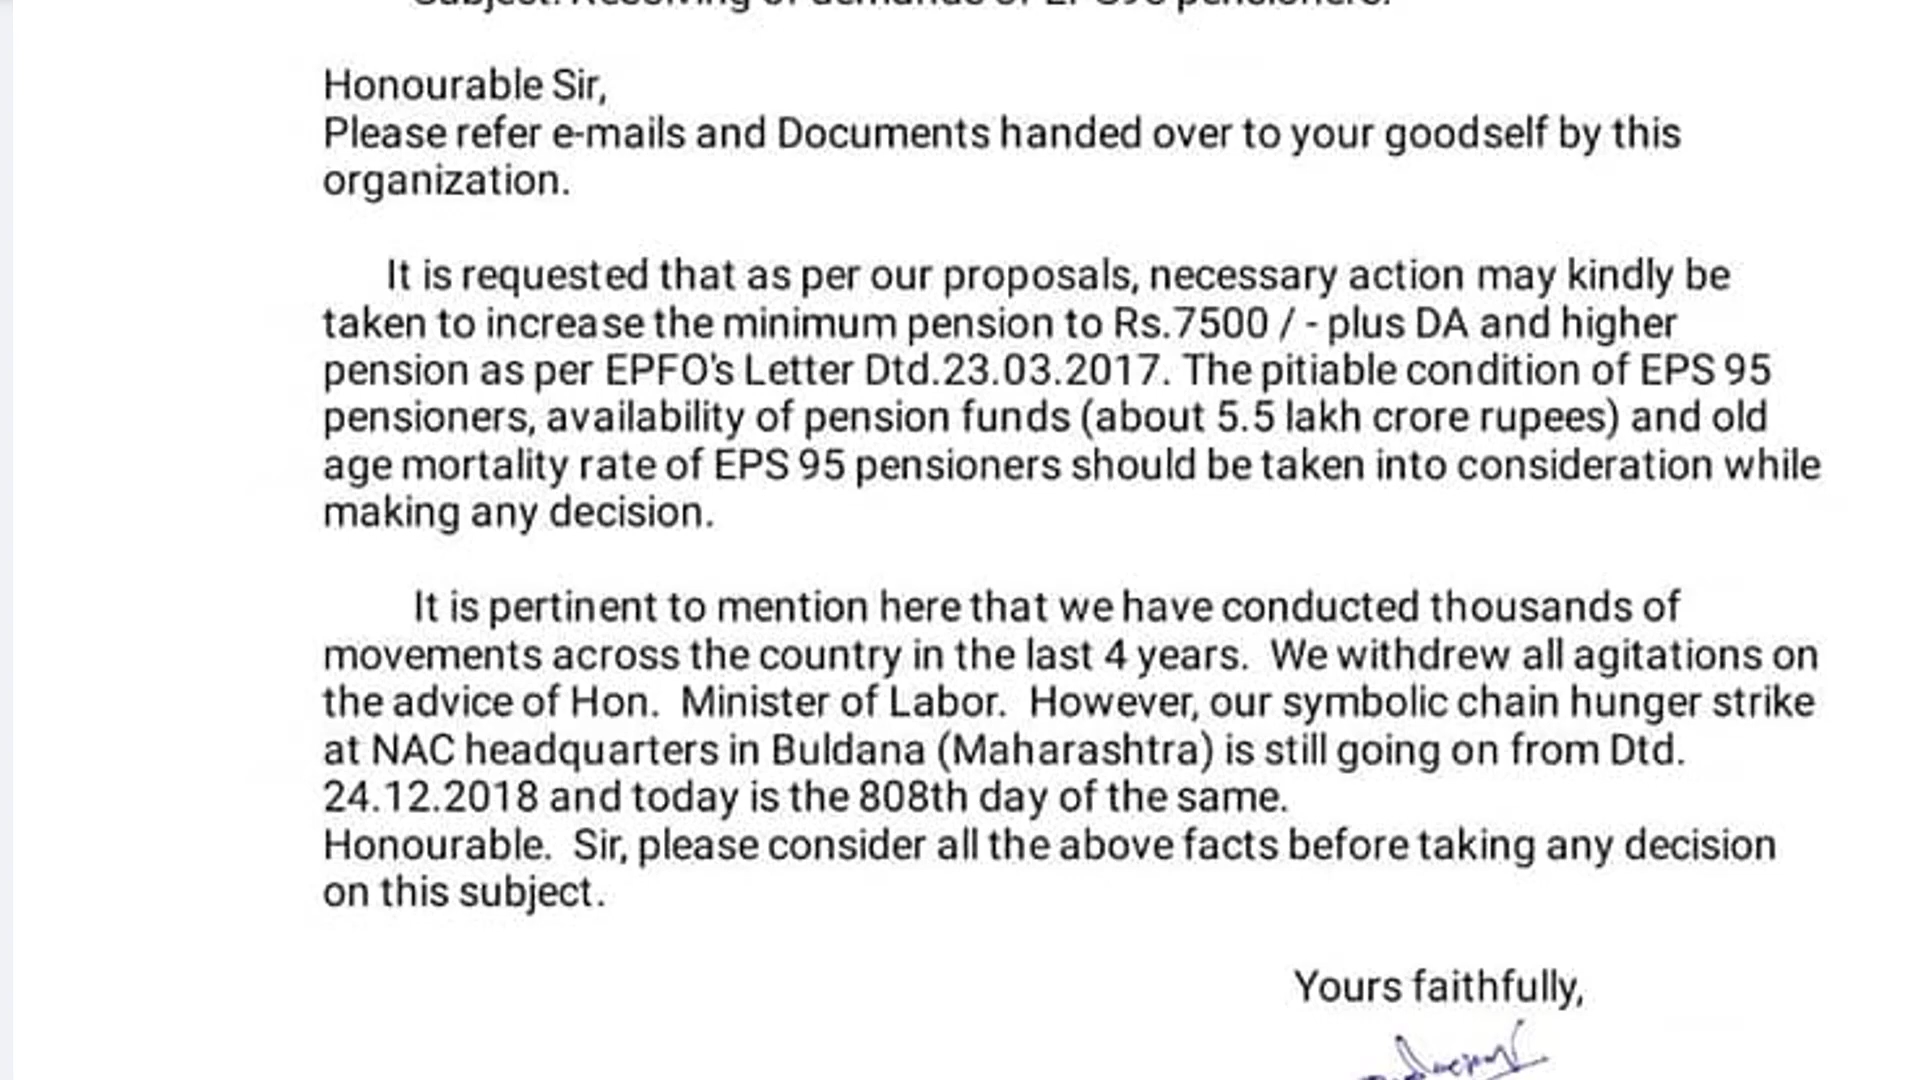 Subject: Resolving of demands of EPS95 pensioners.
Honourable Sir,
Please refer e-mails and Documents handed over to your goodself by this
organization.
It is requested that as per our proposals, necessary action may kindly be
taken to increase the minimum pension to Rs.7500 / - plus DA and higher
pension as per EPFO's Letter Dtd.23.03.2017. The pitiable condition of EPS 95
pensioners, availability of pension funds (about 5.5 lakh crore rupees) and old
age mortality rate of EPS 95 pensioners should be taken into consideration while
making any decision.
It is pertinent to mention here that we have conducted thousands of
movements across the country in the last 4 years. We withdrew all agitations on
the advice of Hon. Minister of Labor. However, our symbolic chain hunger strike
at NAC headquarters in Buldana (Maharashtra) is still going on from Dtd.
24.12.2018 and today is the 808th day of the same.
Honourable. Sir, please consider all the above facts before taking any decision
on this subject.
Yours faithfully,